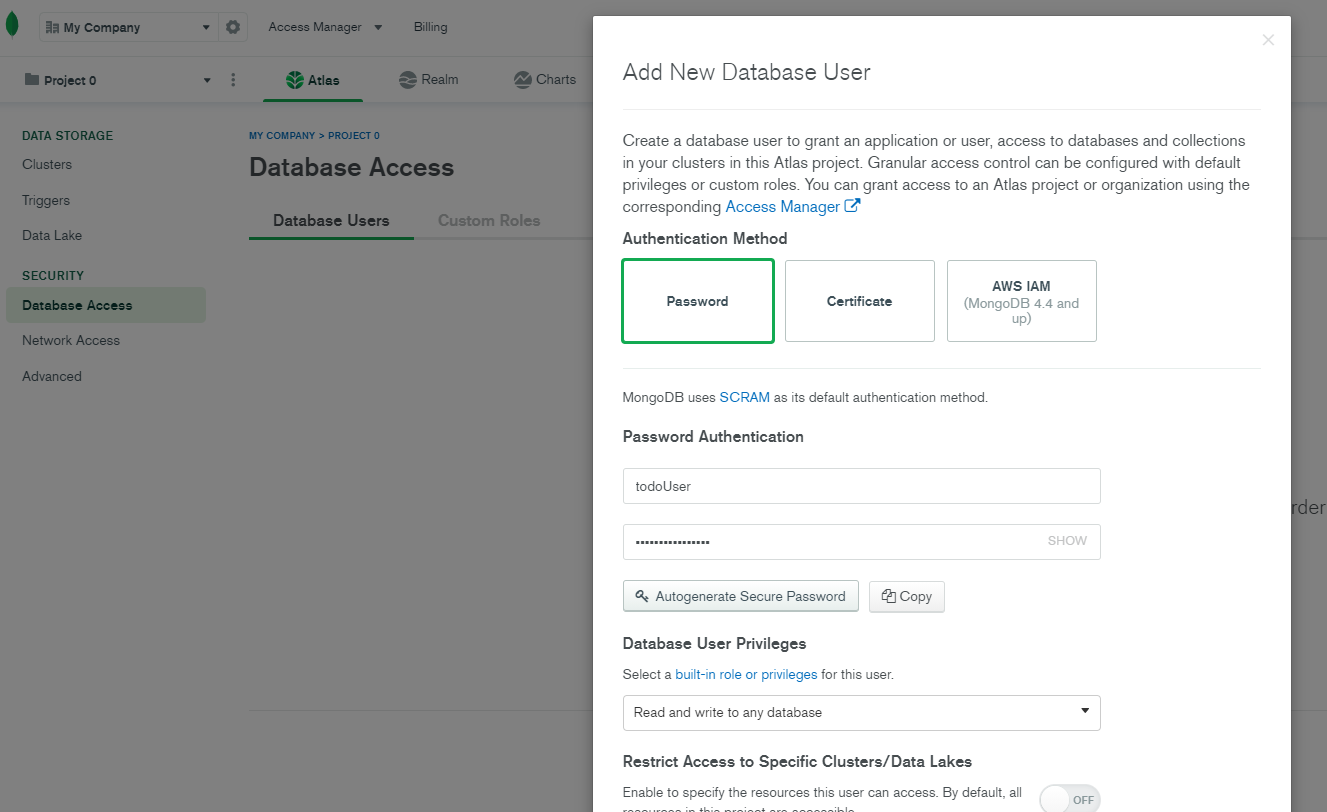 My Company
Access Manager
Billing
Project 0
Atlas
Realm
Charts
DATA STORAGE
Clusters
Triggers
Data Lake
SECURITY
Database Access
Network Access
Advanced
MY COMPANY > PROJECT 0
Database Access
Database Users
Custom Roles
rder
Add New Database User
Create a database user to grant an application or user, access to databases and collections
in your clusters in this Atlas project. Granular access control can be configured with default
privileges or custom roles. You can grant access to an Atlas project or organization using the
corresponding Access Manager
Authentication Method
Password
Certificate
AWS IAM
(MongoDB 4.4 and
up)
MongoDB uses SCRAM as its default authentication method.
Password Authentication
todoUser
SHOW
Autogenerate Secure Password
Copy
Database User Privileges
Select a built-in role or privileges for this user.
Read and write to any database
Restrict Access to Specific Clusters/Data Lakes
Enable to specify the resources this user can access. By default, all
OFF
resources in this project are accessible.